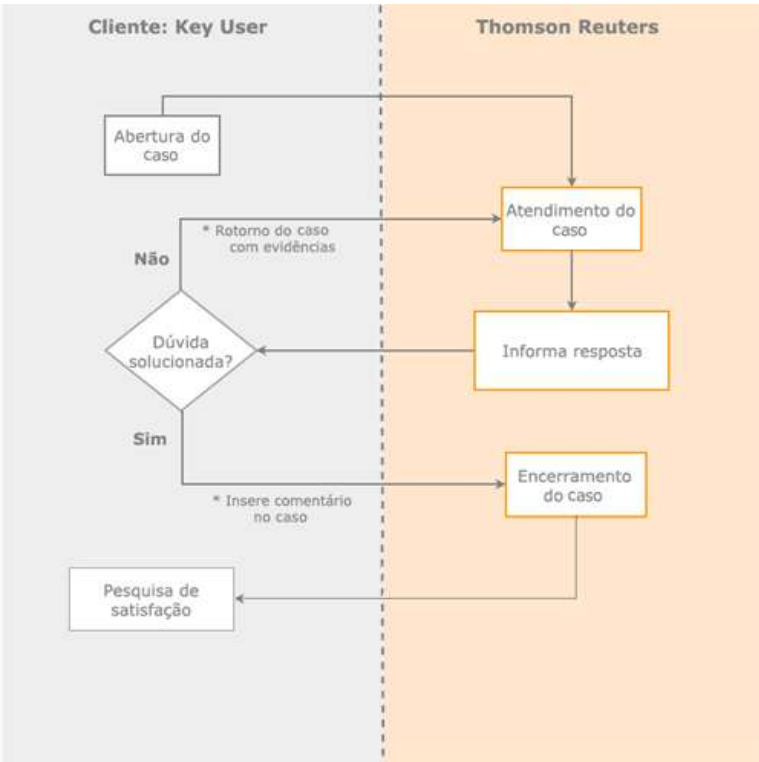 Cliente: Key User
Thomson Reuters
Abertura do
caso
Atendimento do
caso
* Rotorno do caso
com evidências
Não
Dúvida
solucionada?
Informa resposta
Sim
Encerramento
do caso
* Insere comentário
no caso
Pesquisa de
satisfação